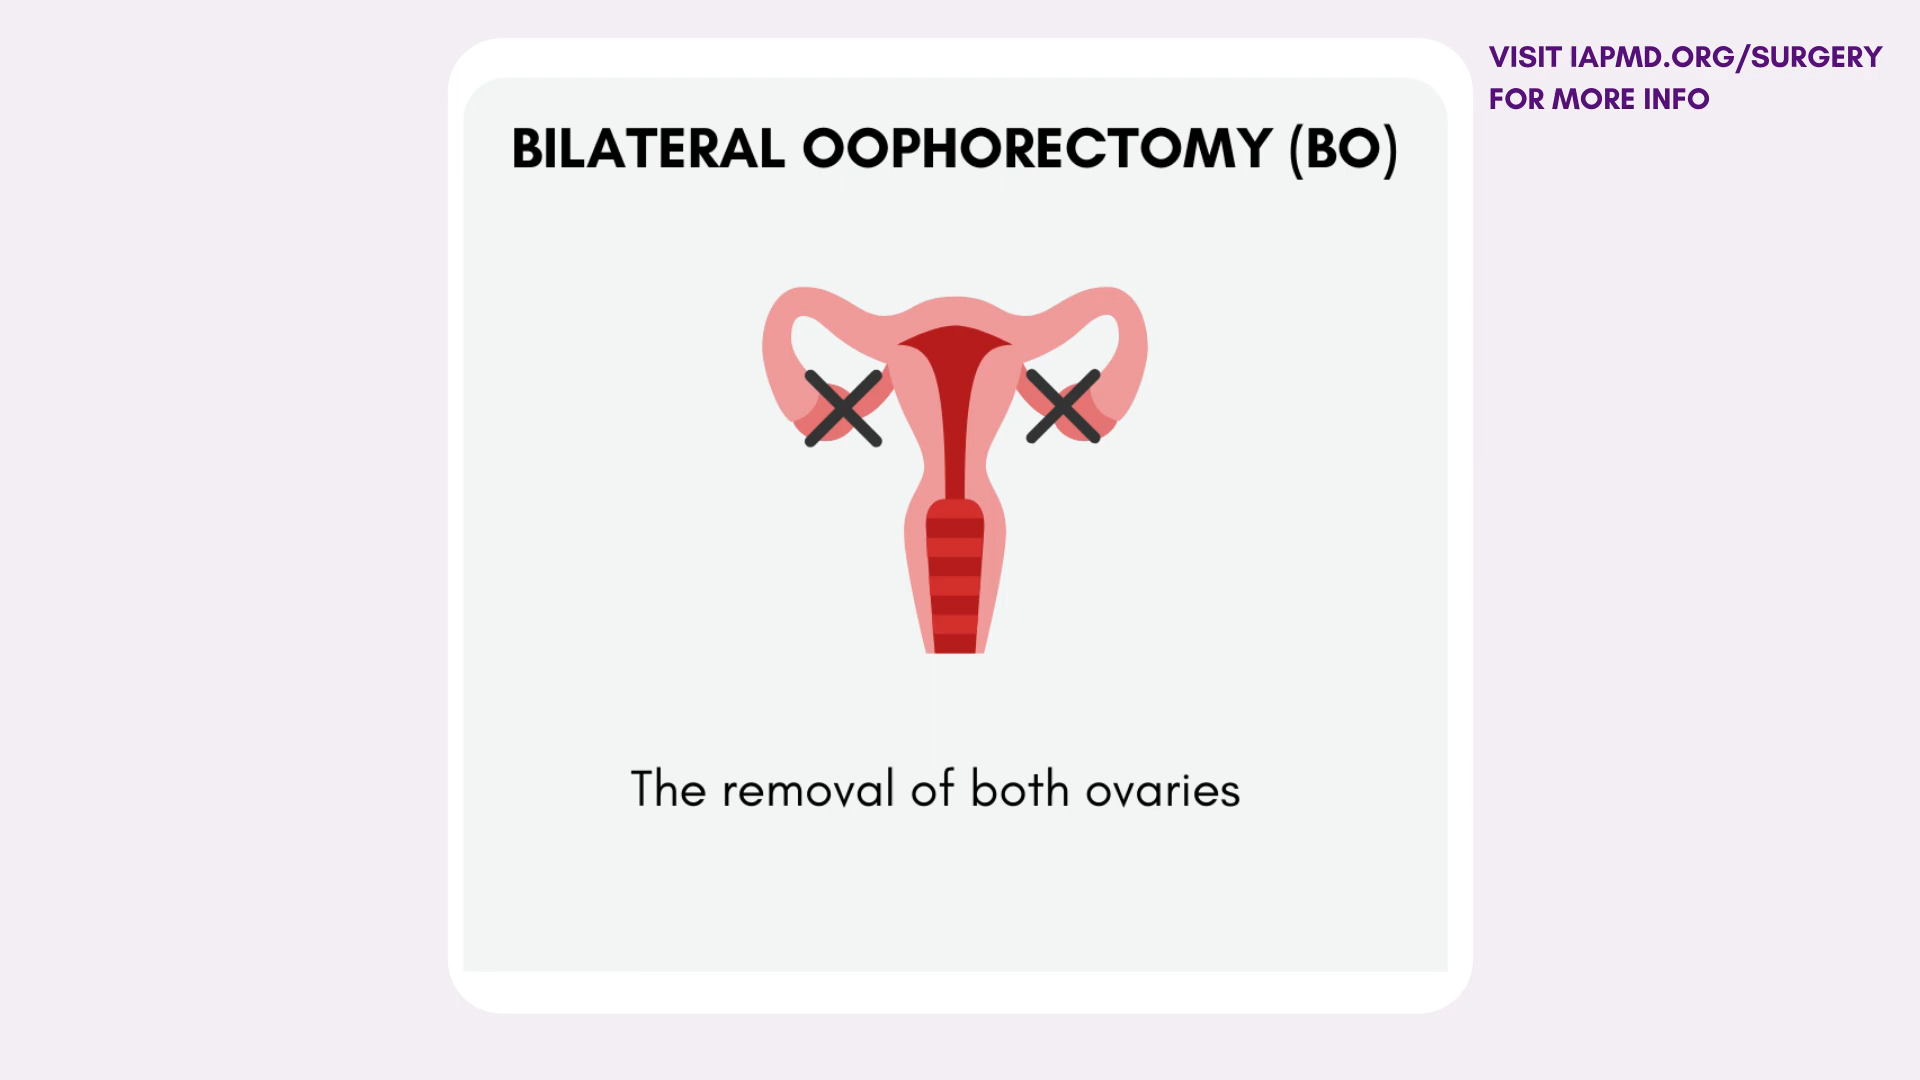 VISIT IAPMD.ORG/SURGERY
FOR MORE INFO
BILATERAL OOPHORECTOMY (BO)
The removal of both ovaries